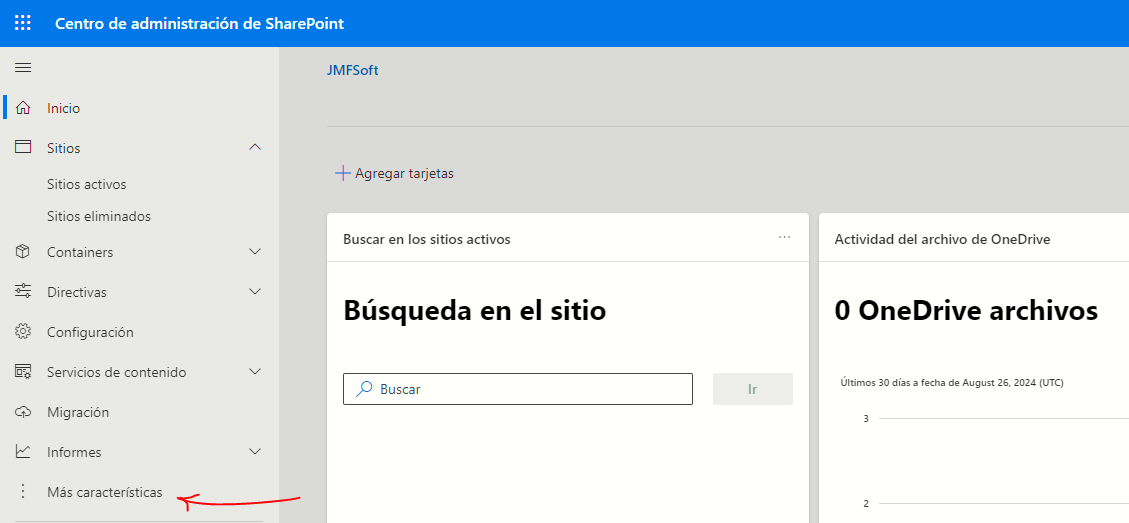 Centro de administración de SharePoint
Inicio
Sitios
Sitios activos
Sitios eliminados
Containers
Directivas
Configuración
Servicios de contenido
Migración
Informes
Más características
JMFSoft
Agregar tarjetas
Buscar en los sitios activos
Búsqueda en el sitio
Buscar
Ir
Actividad del archivo de OneDrive
0 OneDrive archivos
Últimos 30 días a fecha de August 26, 2024 (UTC)
3
2